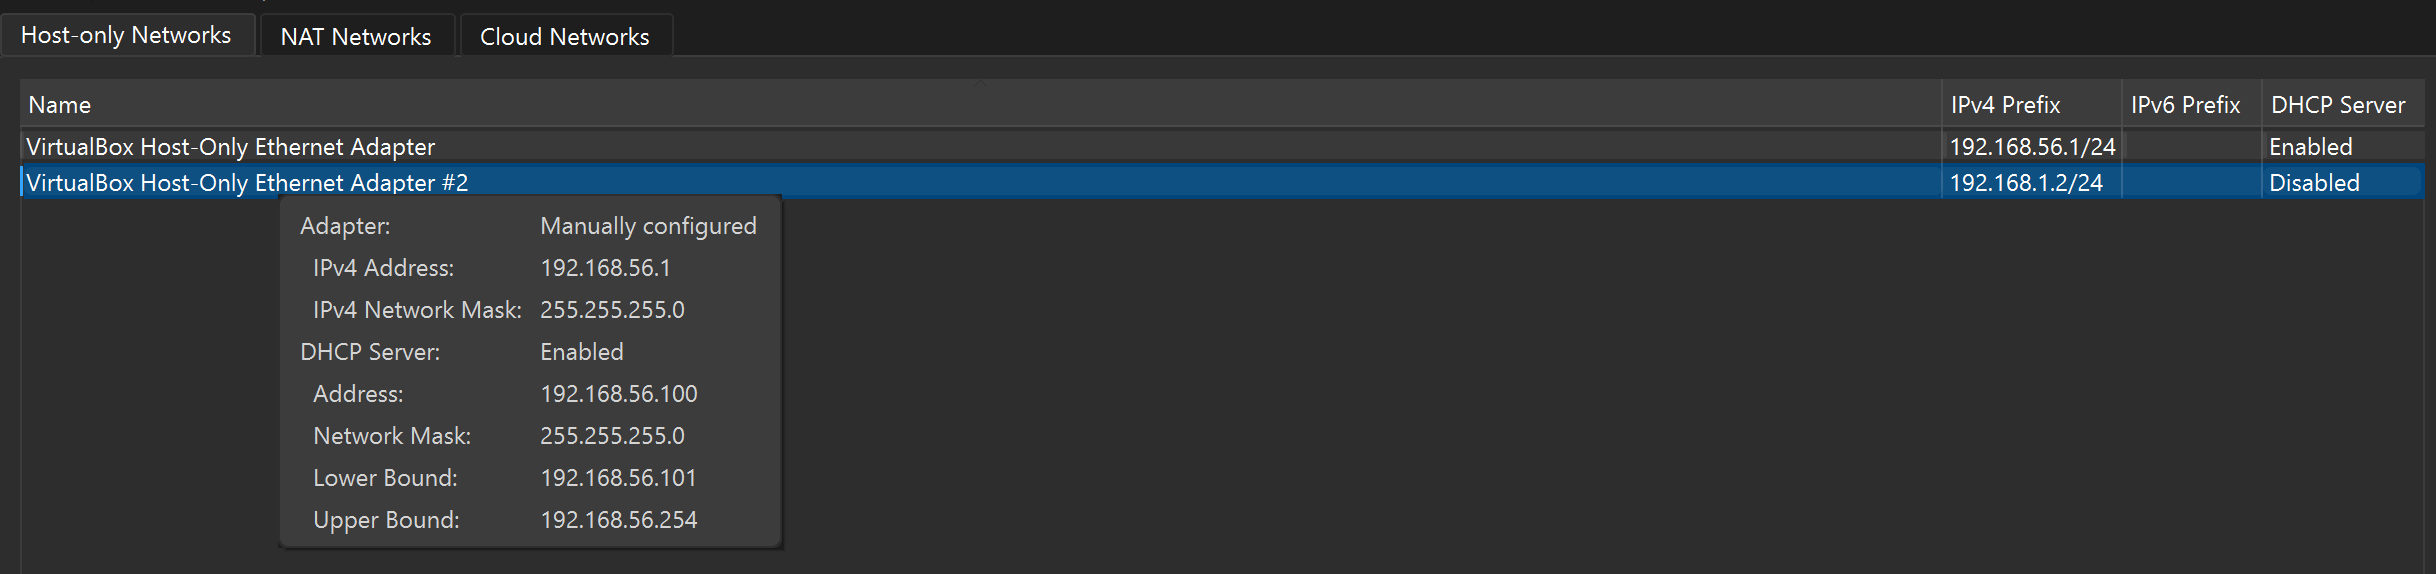 Host-only Networks NAT Networks Cloud Networks
Name IPv4 Prefix IPv6 Prefix DHCP Server
VirtualBox Host-Only Ethernet Adapter 192.168.56.1/24 Enabled
VirtualBox Host-Only Ethernet Adapter #2 192.168.1.2/24 Disabled
Adapter: Manually configured
IPv4 Address: 192.168.56.1
IPv4 Network Mask: 255.255.255.0
DHCP Server: Enabled
Address: 192.168.56.100
Network Mask: 255.255.255.0
Lower Bound: 192.168.56.101
Upper Bound: 192.168.56.254